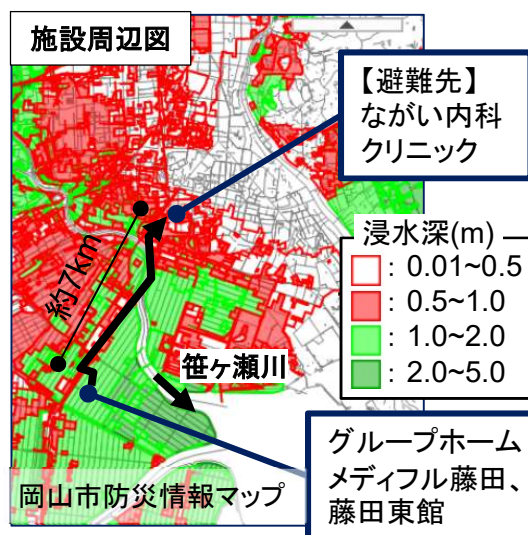 施設周辺図
【避難先】
ながい内科
クリニック
浸水深(m)
: 0.01~0.5
: 0.5~1.0
: 1.0~2.0
: 2.0~5.0
約7km
笹ヶ瀬川
グループホーム
メディフル藤田、
藤田東館
岡山市防災情報マップ